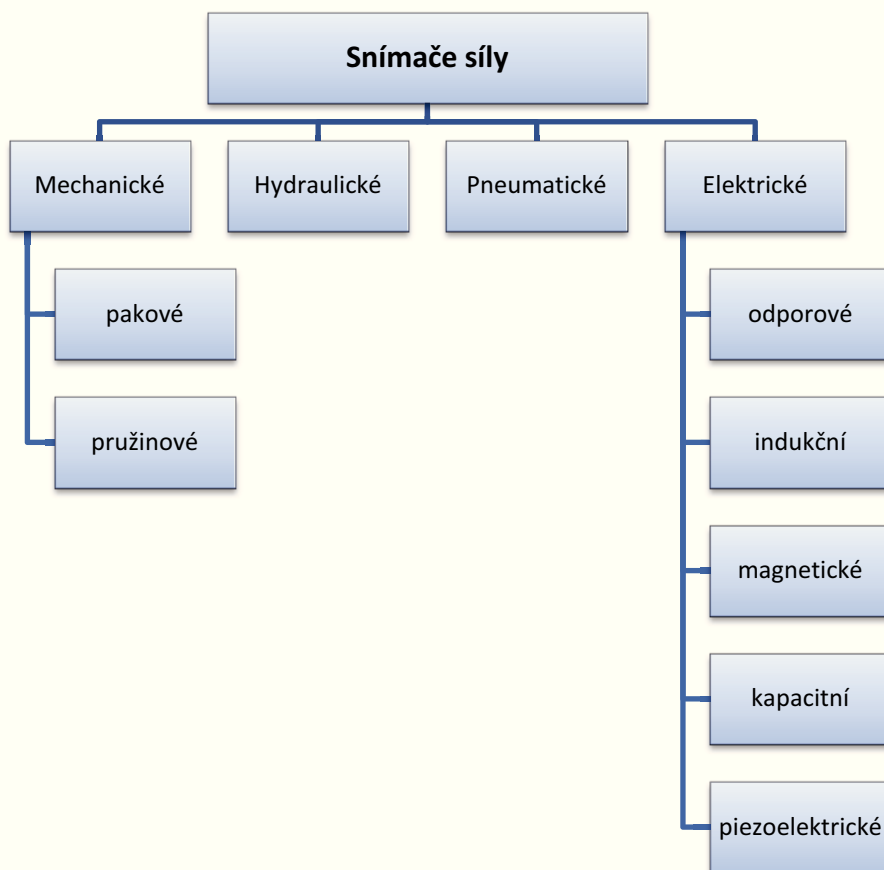 Snímače síly
Mechanické
Hydraulické
Pneumatické
Elektrické
pakové
pružinové
odporové
indukční
magnetické
kapacitní
piezoelektrické